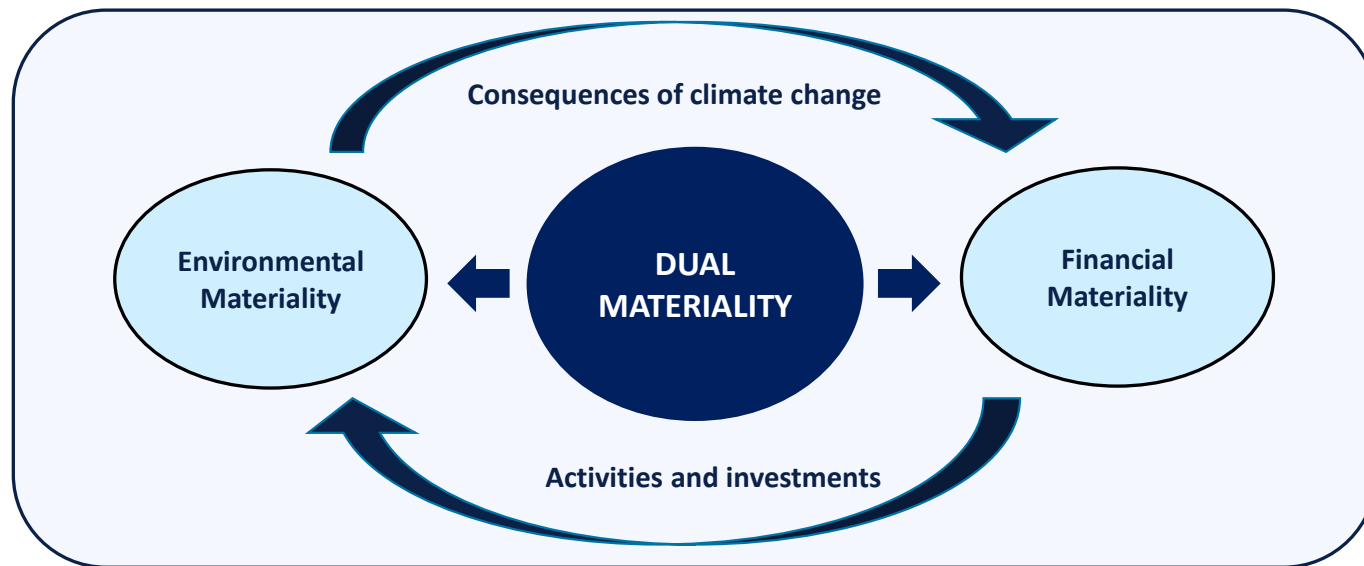 Consequences of climate change
Environmental
Materiality
DUAL
MATERIALITY
Financial
Materiality
Activities and investments